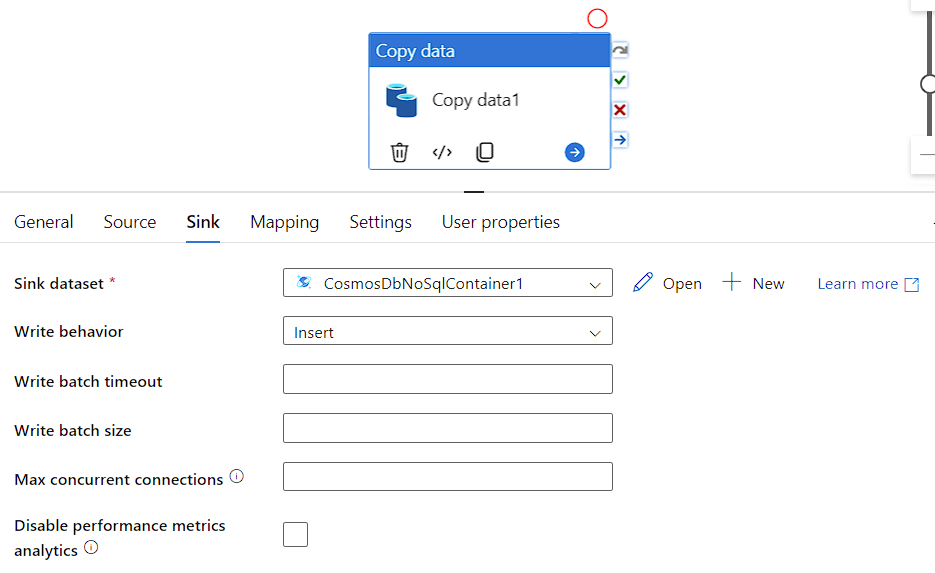 Copy data
Copy data1
General Source Sink Mapping Settings User properties
Sink dataset * CosmosDbNoSqlContainer1 Open New Learn more
Write behavior Insert
Write batch timeout
Write batch size
Max concurrent connections
Disable performance metrics
analytics